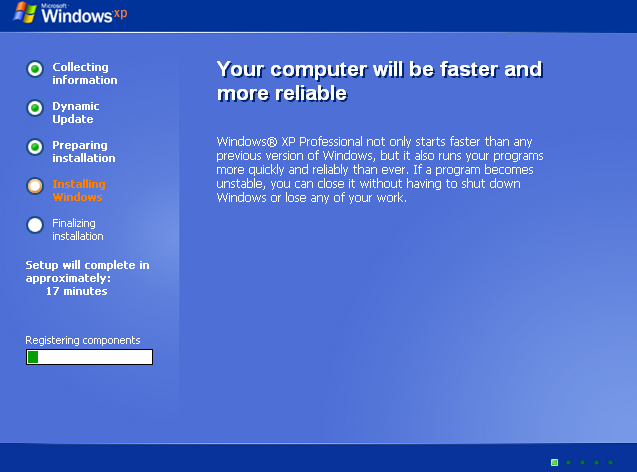 Microsoft
Windows xp
Collecting
information
Dynamic
Update
Preparing
installation
Installing
Windows
Finalizing
installation
Setup will complete in
approximately:
17 minutes
Registering components
Your computer will be faster and
more reliable
Windows® XP Professional not only starts faster than any
previous version of Windows, but it also runs your programs
more quickly and reliably than ever. If a program becomes
unstable, you can close it without having to shut down
Windows or lose any of your work.